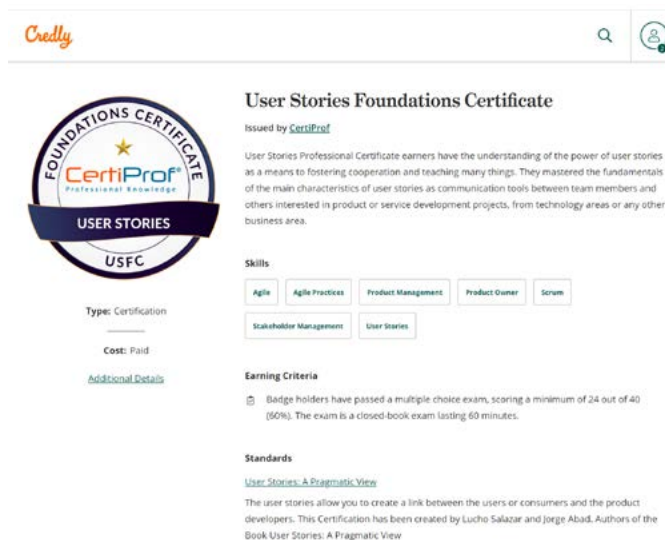 Credly
User Stories Foundations Certificate
Issued by CertiProf
User Stories Professional Certificate earners have the understanding of the power of user stories
as a means to fostering cooperation and teaching many things. They mastered the fundamentals
of the main characteristics of user stories as communication tools between team members and
others interested in product or service development projects, from technology areas or any other
business area.
FOUNDATIONS CERTIFICATE
CertiProf®
Professional Knowledge
USER STORIES
USFC
Type: Certification
Cost: Paid
Additional Details
Skills
Agile Agile Practices Product Management Product Owner Scrum
Stakeholder Management User Stories
Earning Criteria
Badge holders have passed a multiple choice exam, scoring a minimum of 24 out of 40
(60%). The exam is a closed-book exam lasting 60 minutes.
Standards
User Stories: A Pragmatic View
The user stories allow you to create a link between the users or consumers and the product
developers. This Certification has been created by Lucho Salazar and Jorge Abad. Authors of the
Book User Stories: A Pragmatic View